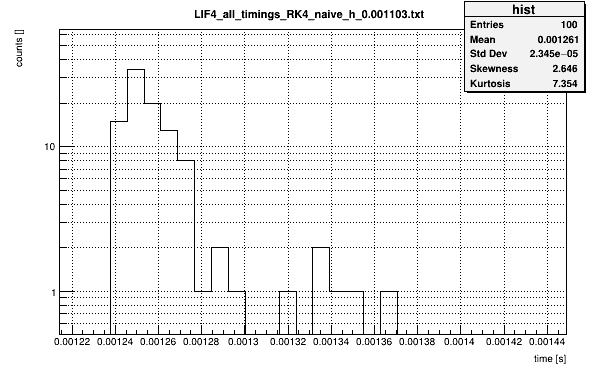 LIF4_all_timings_RK4_naive_h_0.001103.txt
hist
Entries 100
Mean 0.001261
Std Dev 2.345e−05
Skewness 2.646
Kurtosis 7.354
counts []
10
1
0.00122 0.00124 0.00126 0.00128 0.0013 0.00132 0.00134 0.00136 0.00138 0.0014 0.00142 0.00144
time [s]